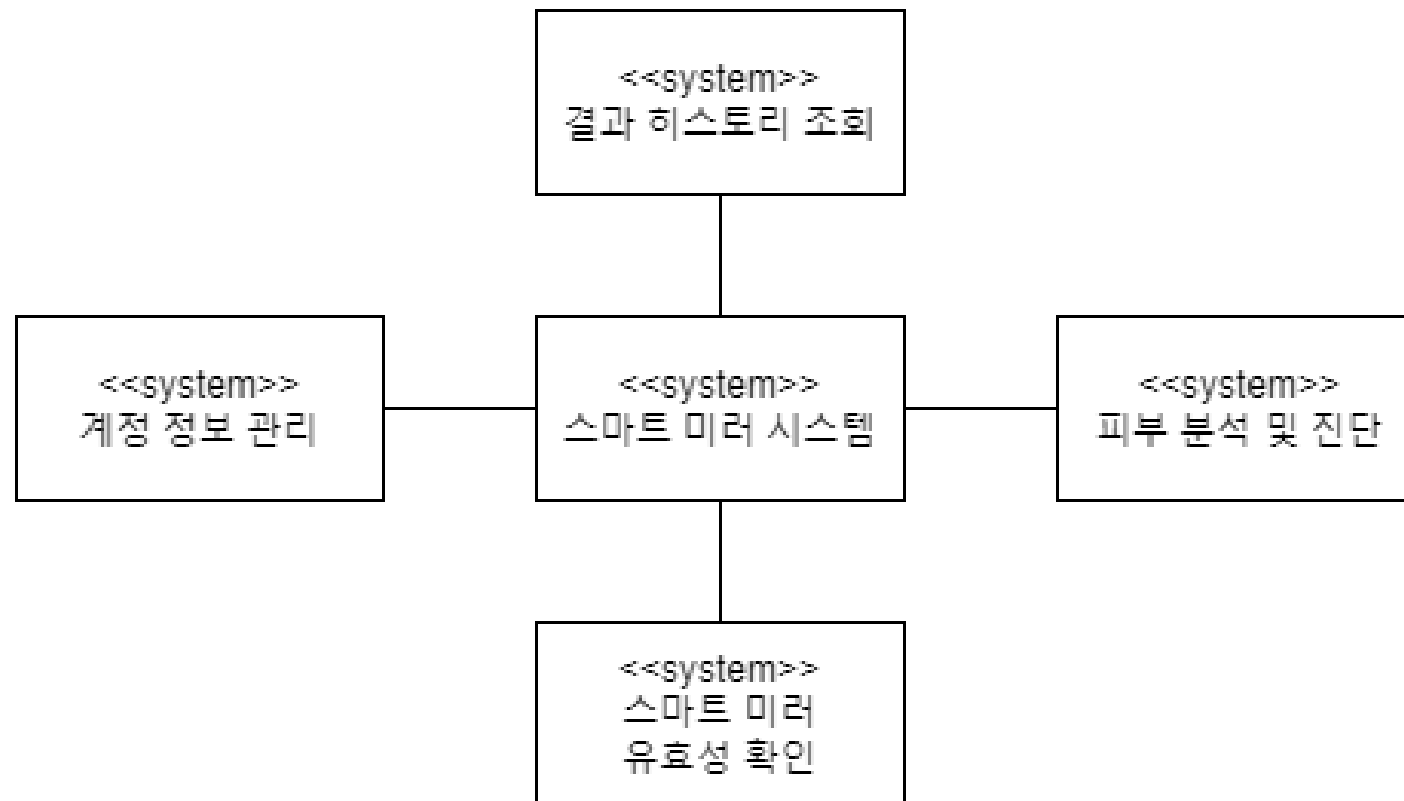 <<system>>
결과 히스토리 조회
<<system>>
계정 정보 관리
<<system>>
스마트 미러 시스템
<<system>>
피부 분석 및 진단
<<system>>
스마트 미러
유효성 확인